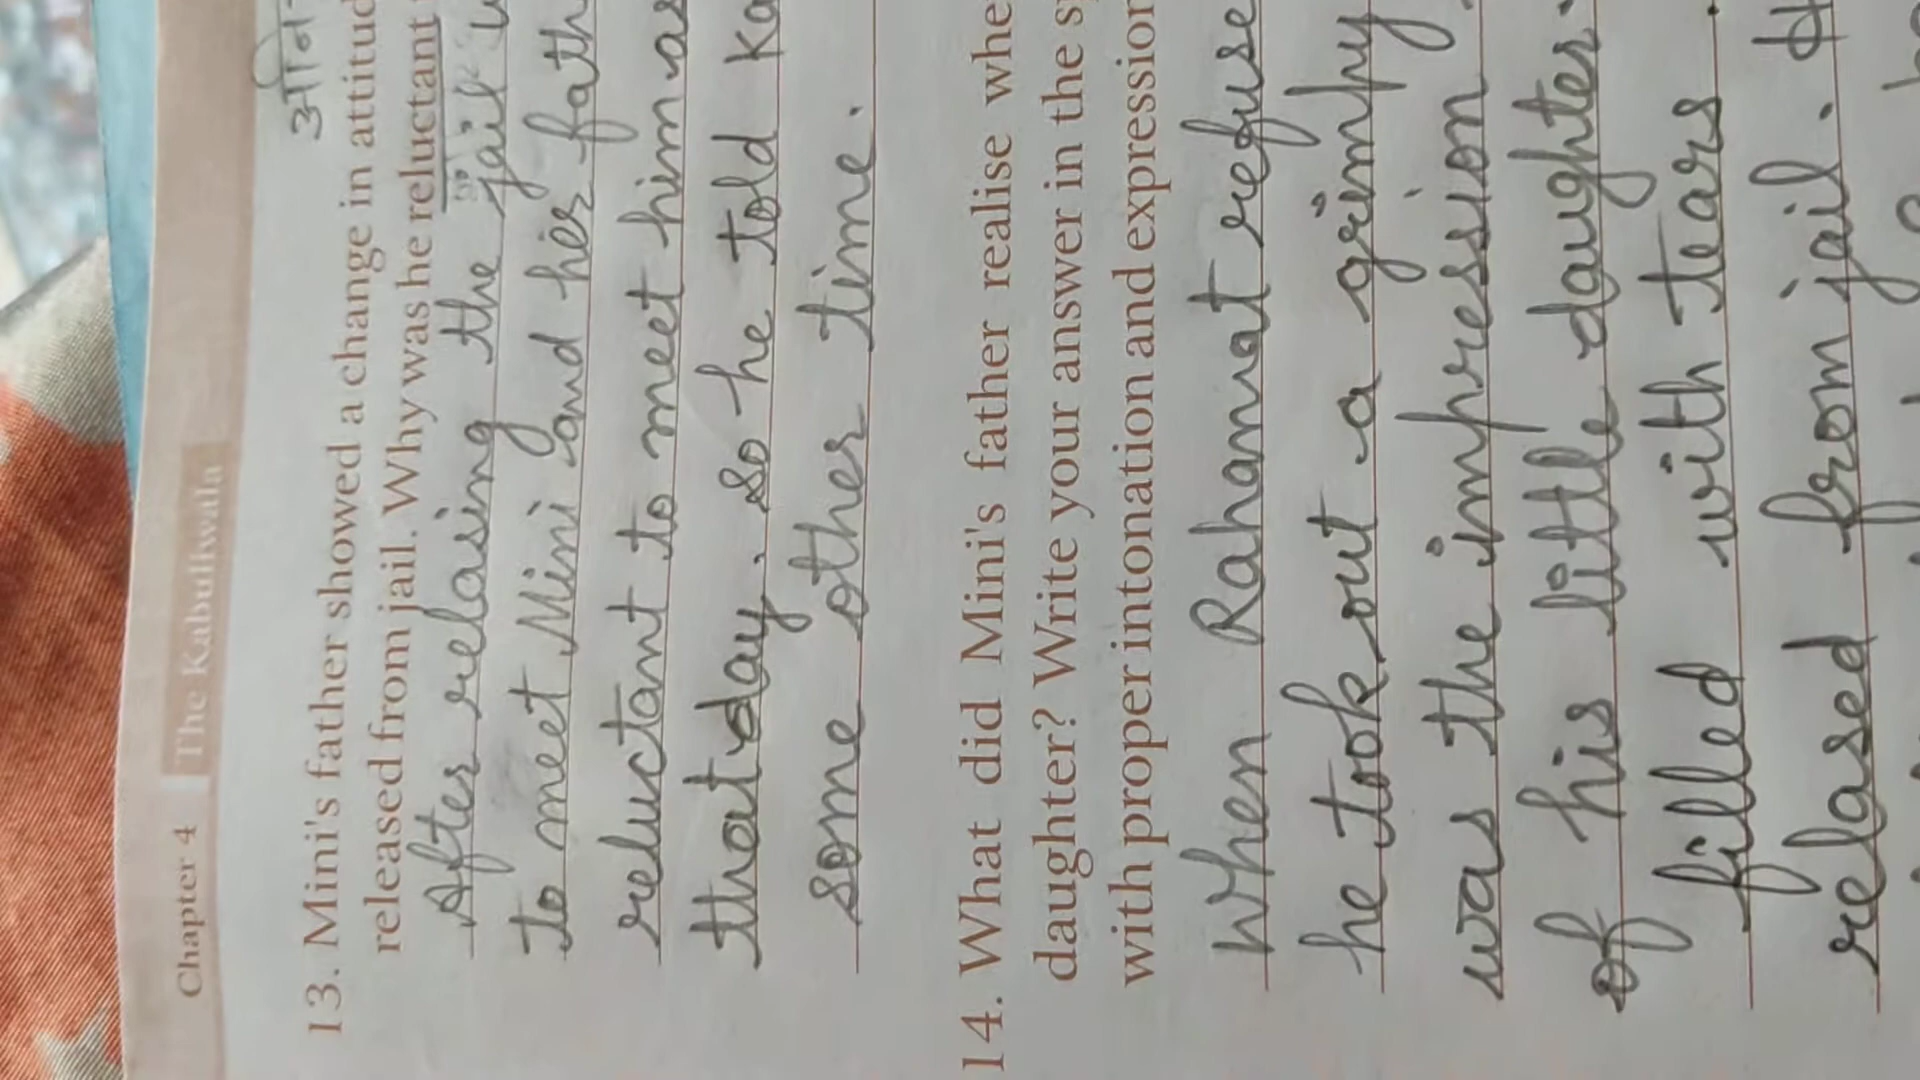 Chapter 4 The Kabuliwala
13. Mini's father showed a change in attitud
released from jail. Why was he reluctant
After relasing the jail
to meet Mini and her fath
reluctant to meet him as
that day. so he told Ka
some other time.
14. What did Mini's father realise whe
daughter? Write your answer in the sp
with proper intonation and expression
When Rahamat refuse
he took out a grimpy
was the impression
of his little daughter.
filled with tears.
relased from jail. H